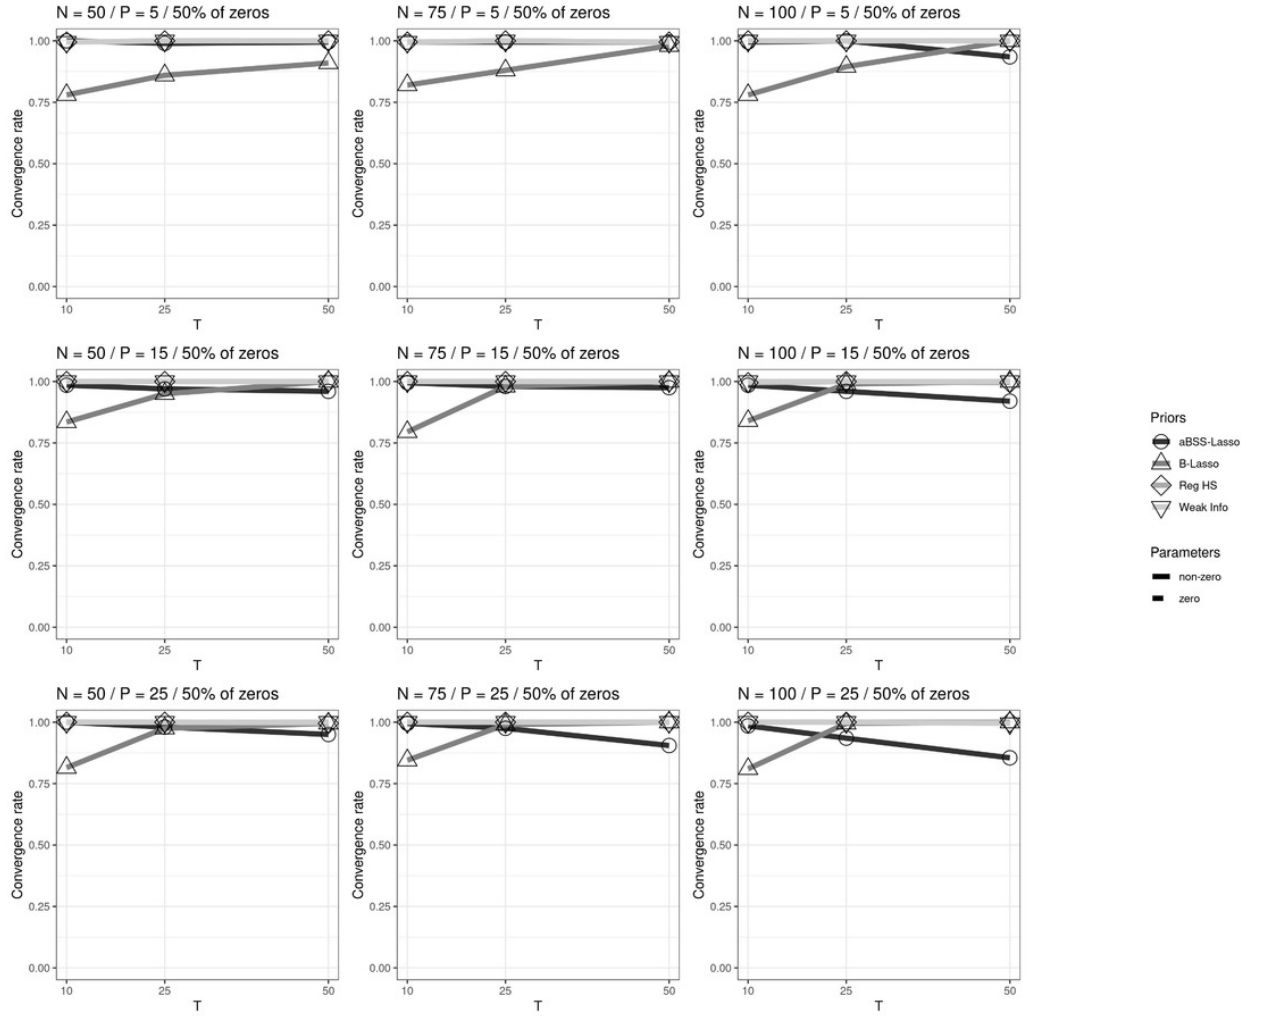 N = 50 / P = 5 / 50% of zeros
N = 75 / P = 5 / 50% of zeros
N = 100 / P = 5 / 50% of zeros
Convergence rate
1.00
0.75
0.50
0.25
0.00
10
25
50
T
Convergence rate
1.00
0.75
0.50
0.25
0.00
10
25
50
T
Convergence rate
1.00
0.75
0.50
0.25
0.00
10
25
50
T
N = 50 / P = 15 / 50% of zeros
N = 75 / P = 15 / 50% of zeros
N = 100 / P = 15 / 50% of zeros
Convergence rate
1.00
0.75
0.50
0.25
0.00
10
25
50
T
Convergence rate
1.00
0.75
0.50
0.25
0.00
10
25
50
T
Convergence rate
1.00
0.75
0.50
0.25
0.00
10
25
50
T
N = 50 / P = 25 / 50% of zeros
N = 75 / P = 25 / 50% of zeros
N = 100 / P = 25 / 50% of zeros
Convergence rate
1.00
0.75
0.50
0.25
0.00
10
25
50
T
Convergence rate
1.00
0.75
0.50
0.25
0.00
10
25
50
T
Convergence rate
1.00
0.75
0.50
0.25
0.00
10
25
50
T
Priors
aBSS-Lasso
B-Lasso
Reg HS
Weak Info
Parameters
non-zero
zero